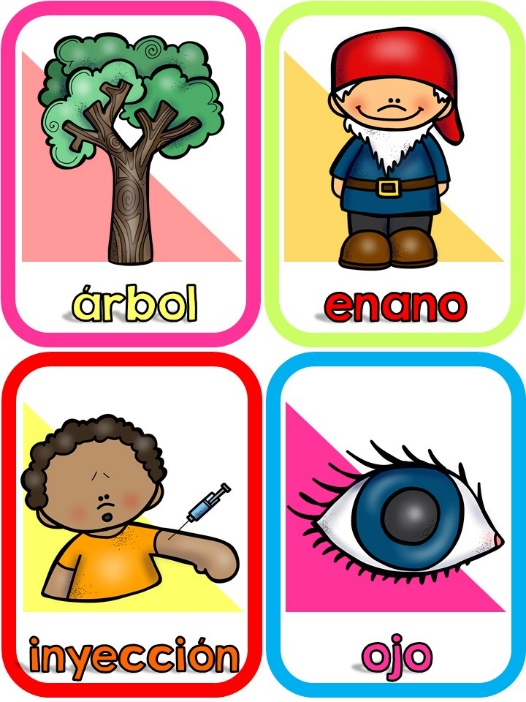 árbol
enano
inyección
ojo